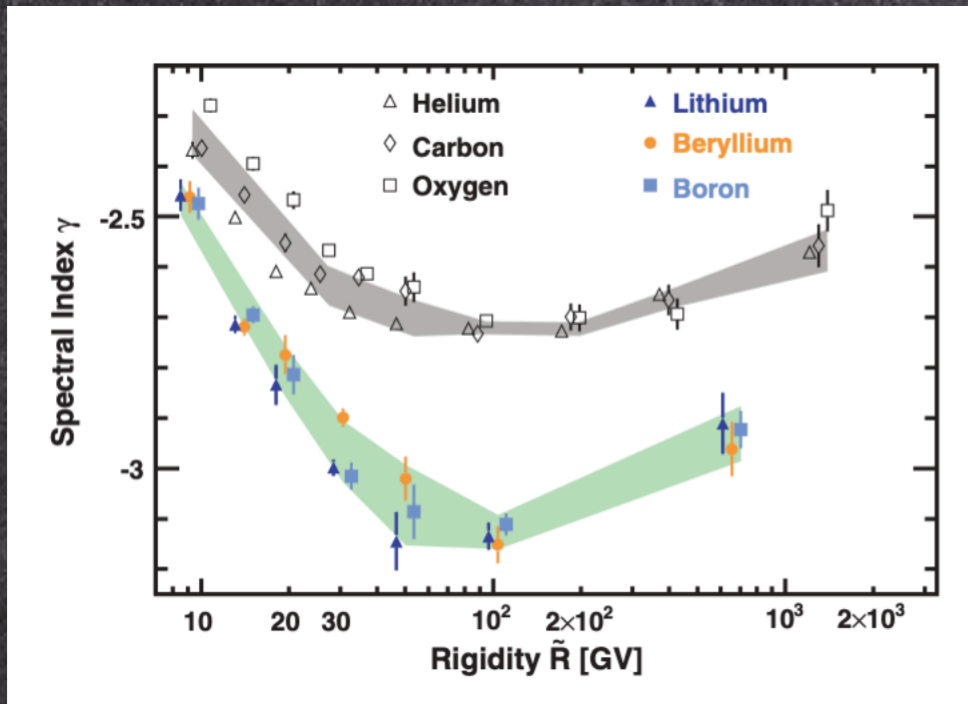 Helium
Carbon
Oxygen
Lithium
Beryllium
Boron
Spectral Index γ
-2.5
-3
10 20 30 10² 2×10² 10³ 2×10³
Rigidity R̃ [GV]